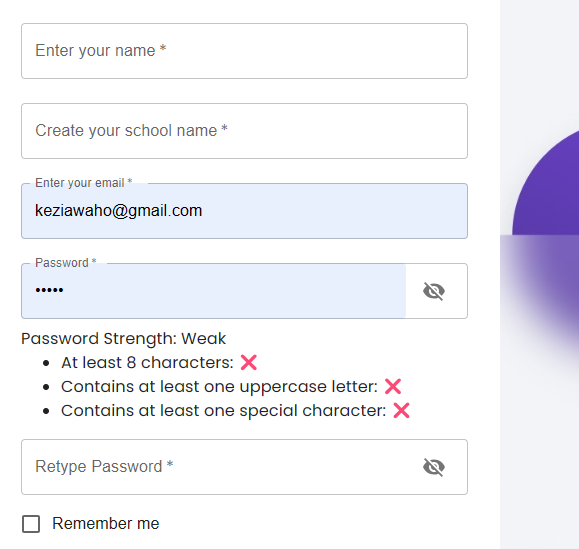 Enter your name *
Create your school name *
Enter your email *
keziawaho@gmail.com
Password *
•••••
Password Strength: Weak
• At least 8 characters: ❌
• Contains at least one uppercase letter: ❌
• Contains at least one special character: ❌
Retype Password *
Remember me